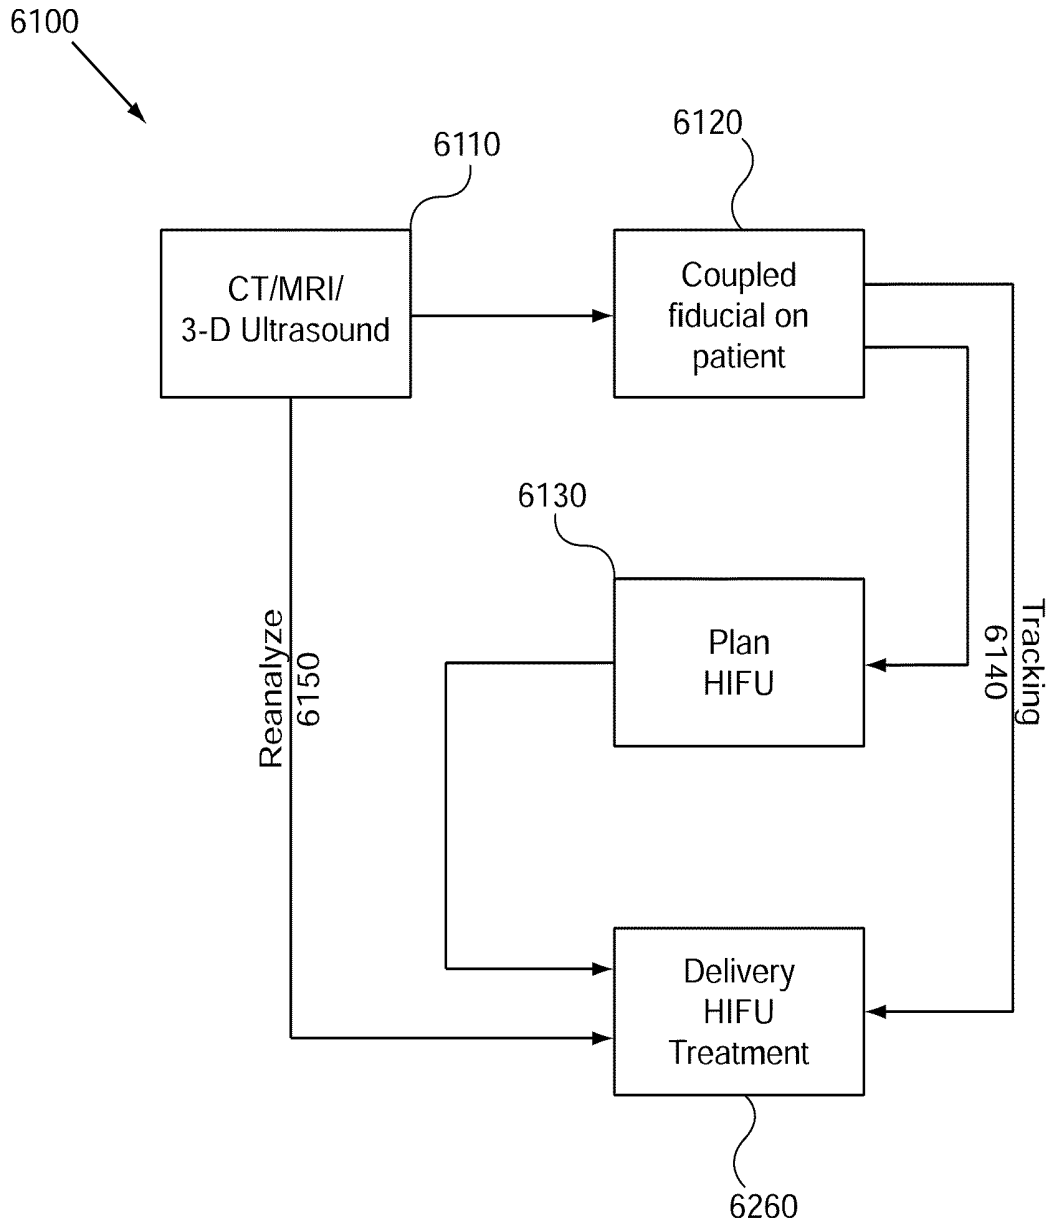 6100
6110
6120
CT/MRI/
3-D Ultrasound
Coupled
fiducial on
patient
6130
Plan
HIFU
Reanalyze
6150
Tracking
6140
Delivery
HIFU
Treatment
6260